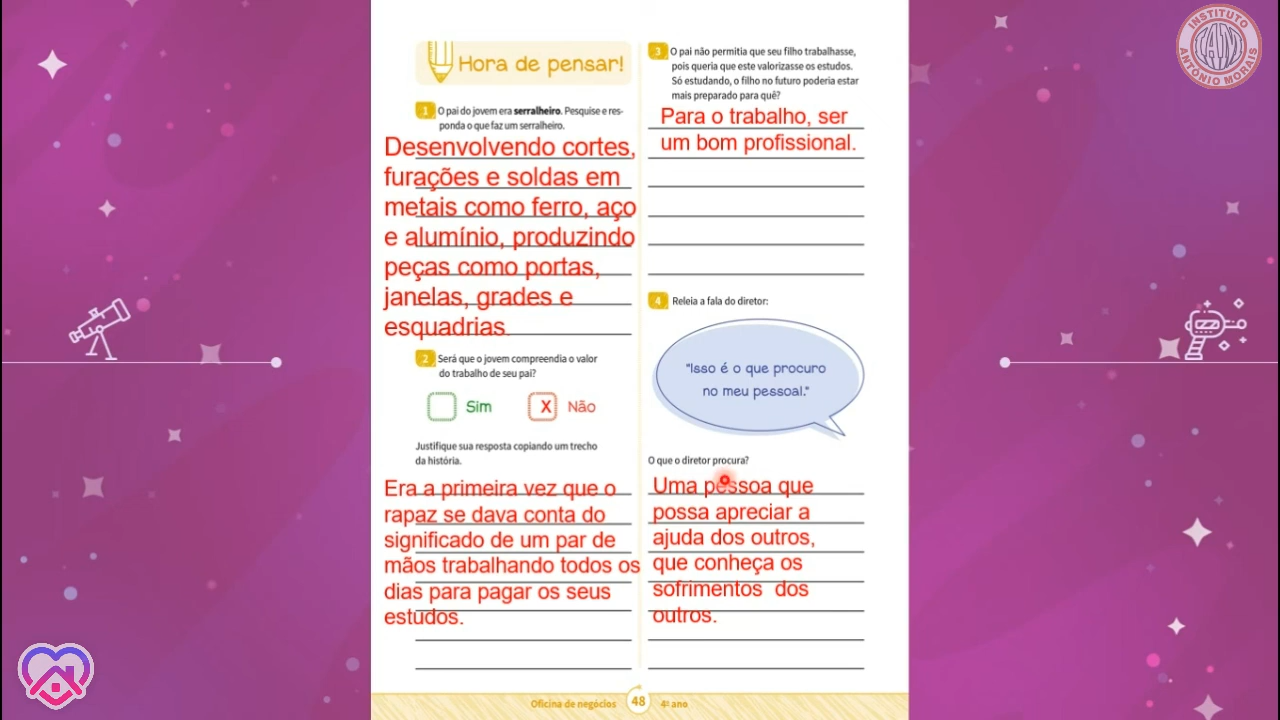 Hora de pensar!
1 O pai do jovem era serralheiro. Pesquise e res-
ponda o que faz um serralheiro.
Desenvolvendo cortes,
furações e soldas em
metais como ferro, aço
e alumínio, produzindo
peças como portas,
janelas, grades e
esquadrias.
2 Será que o jovem compreendia o valor
do trabalho de seu pai?
Sim X Não
Justifique sua resposta copiando um trecho
da história.
Era a primeira vez que o
rapaz se dava conta do
significado de um par de
mãos trabalhando todos os
dias para pagar os seus
estudos.
3 O pai não permitia que seu filho trabalhasse,
pois queria que este valorizasse os estudos.
Só estudando, o filho no futuro poderia estar
mais preparado para quê?
Para o trabalho, ser
um bom profissional.
4 Releia a fala do diretor:
"Isso é o que procuro
no meu pessoal."
O que o diretor procura?
Uma pessoa que
possa apreciar a
ajuda dos outros,
que conheça os
sofrimentos dos
outros.
Oficina de negócios 48 4º ano
INSTITUTO
IAM
ANTÔNIO MORAIS